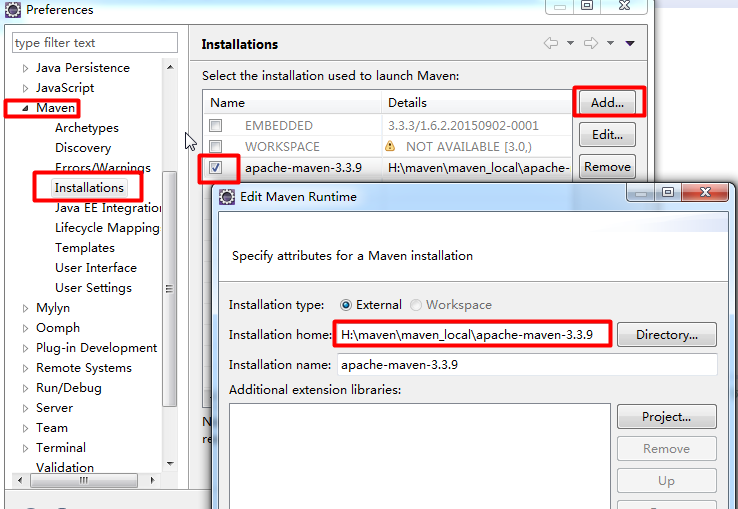 Preferences
type filter text
Java Persistence
JavaScript
Maven
Archetypes
Discovery
Errors/Warnings
Installations
Java EE Integration
Lifecycle Mapping
Templates
User Interface
User Settings
Mylyn
Oomph
Plug-in Development
Remote Systems
Run/Debug
Server
Team
Terminal
Validation
Installations
Select the installation used to launch Maven:
Name Details
EMBEDDED 3.3.3/1.6.2.20150902-0001
WORKSPACE NOT AVAILABLE [3.0,)
apache-maven-3.3.9 H:\maven\maven_local\apache-
Add...
Edit...
Remove
Edit Maven Runtime
Specify attributes for a Maven installation
Installation type: External Workspace
Installation home: H:\maven\maven_local\apache-maven-3.3.9 Directory...
Installation name: apache-maven-3.3.9
Additional extension libraries:
Project...
Remove
Up